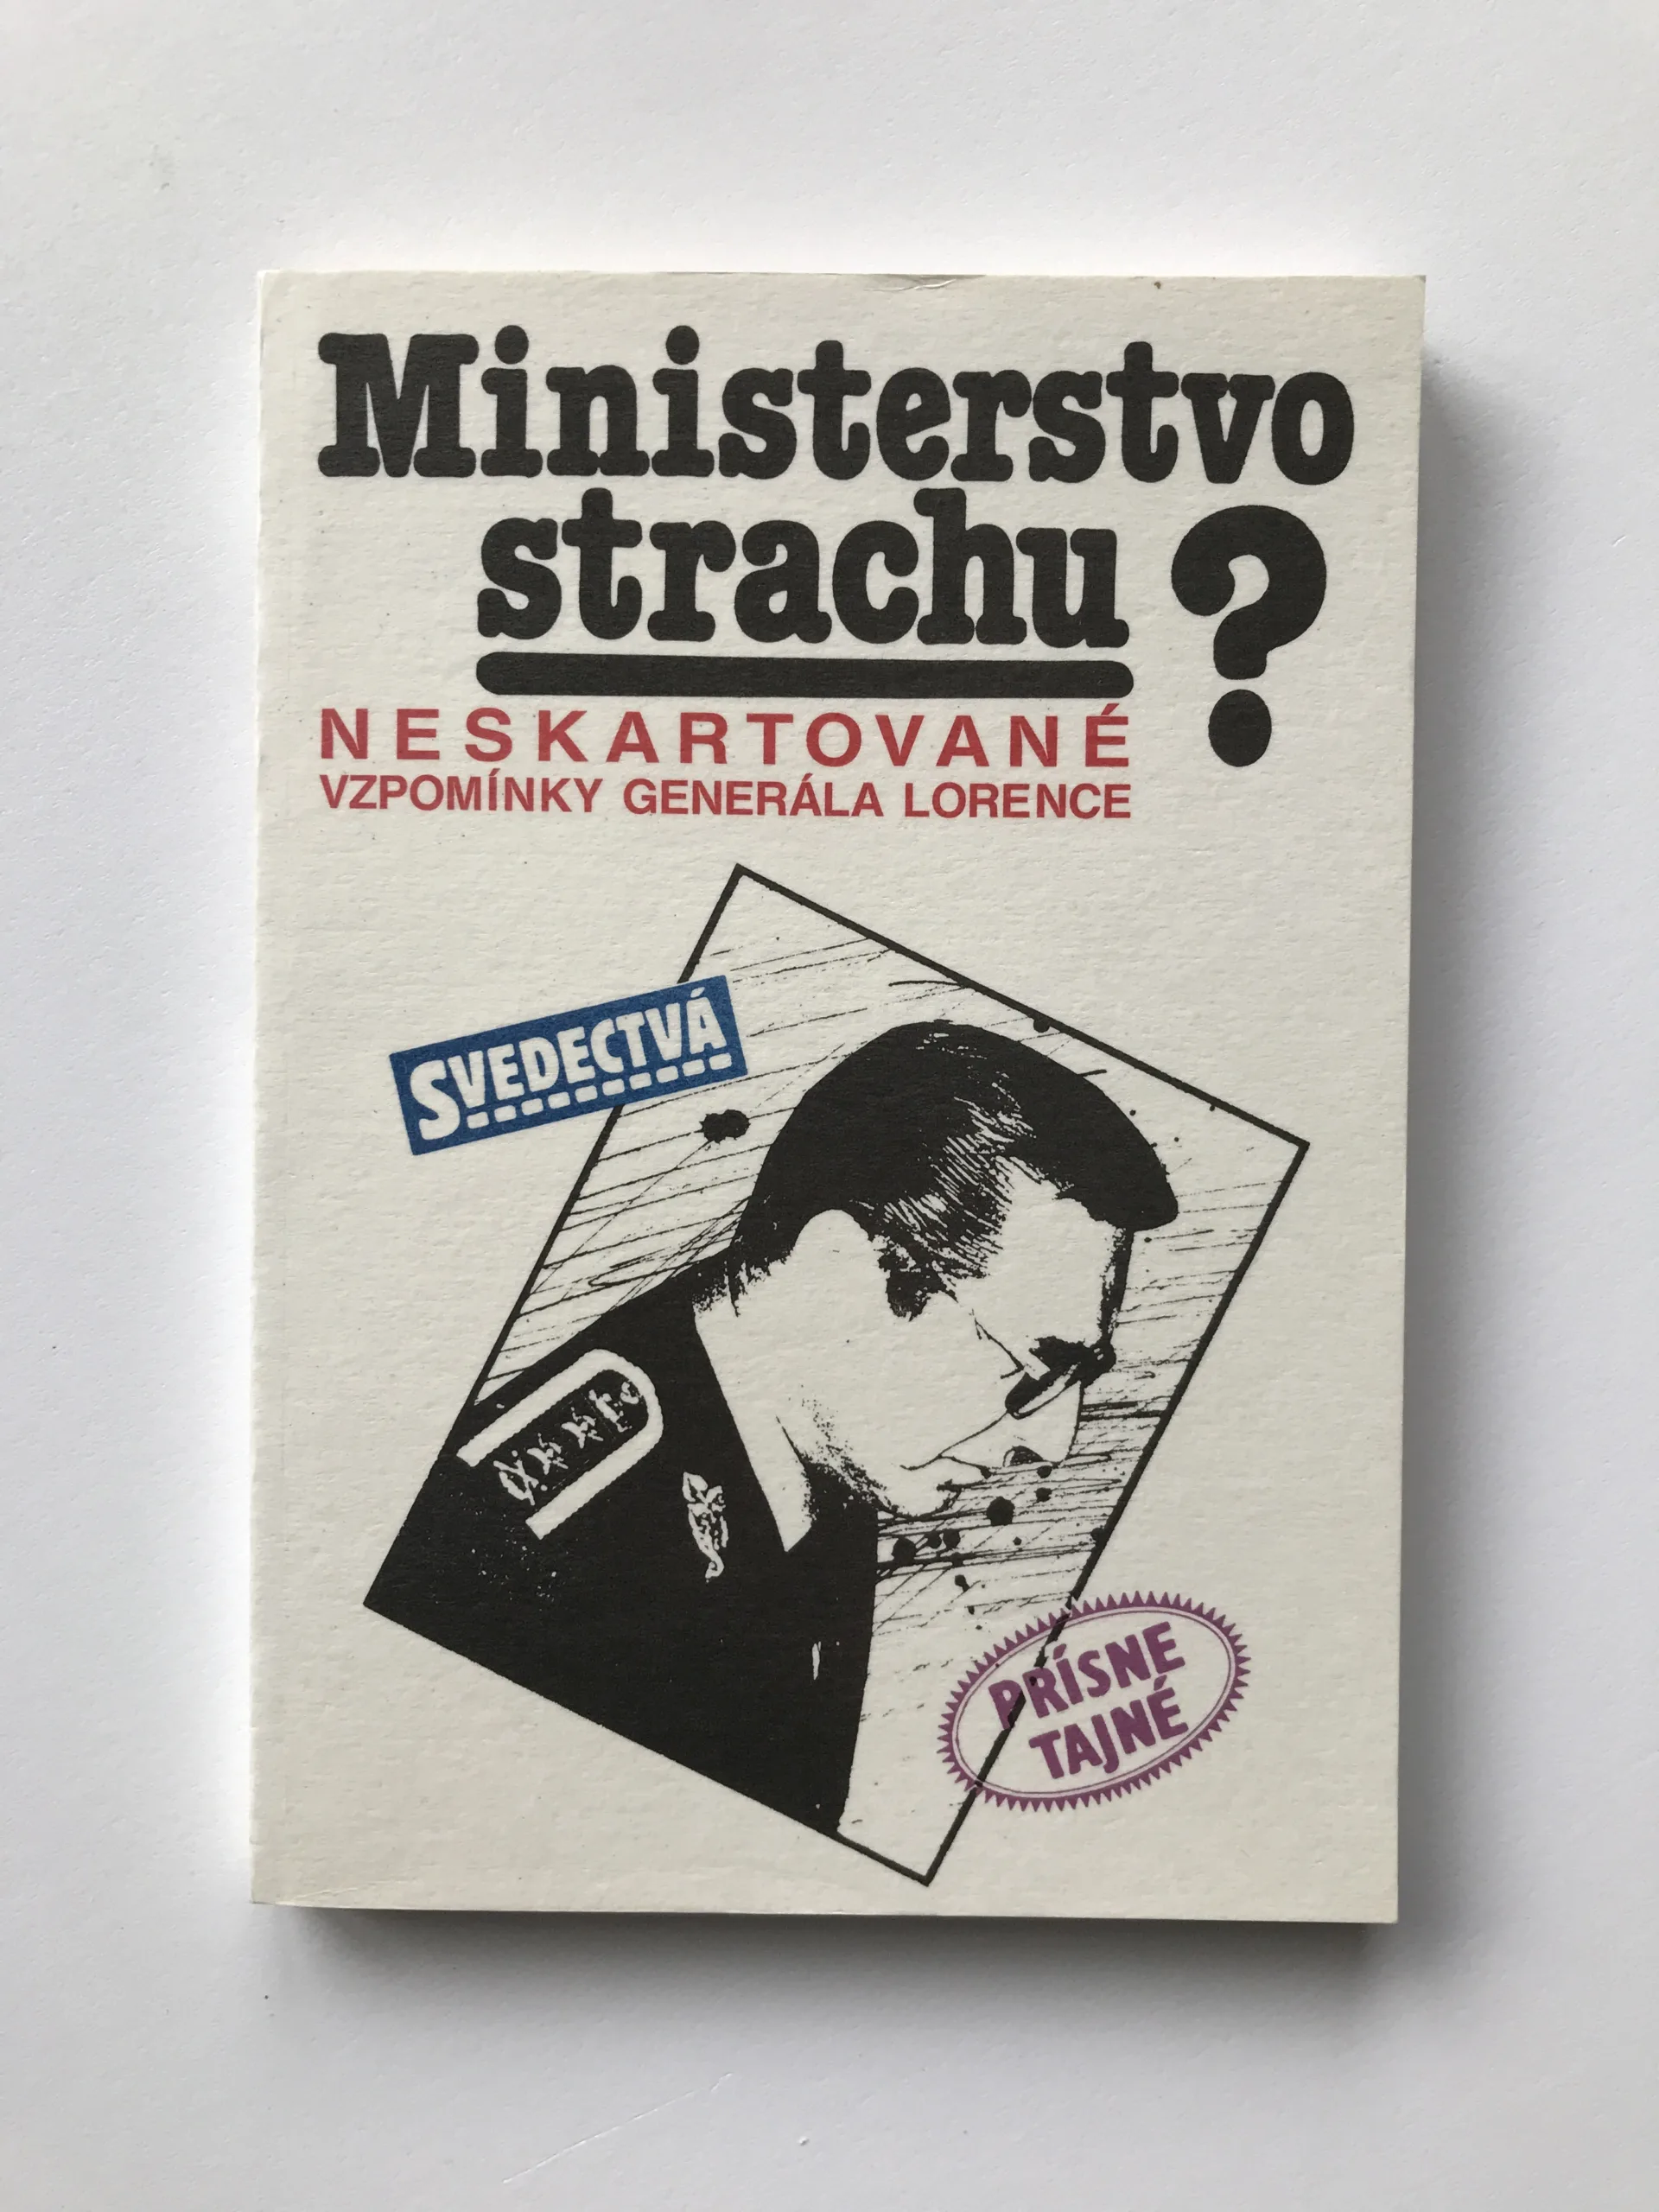 Ministerstvo
strachu?
NESKARTOVANÉ
VZPOMÍNKY GENERÁLA LORENCE
SVEDECTVÁ
PRÍSNE
TAJNÉ